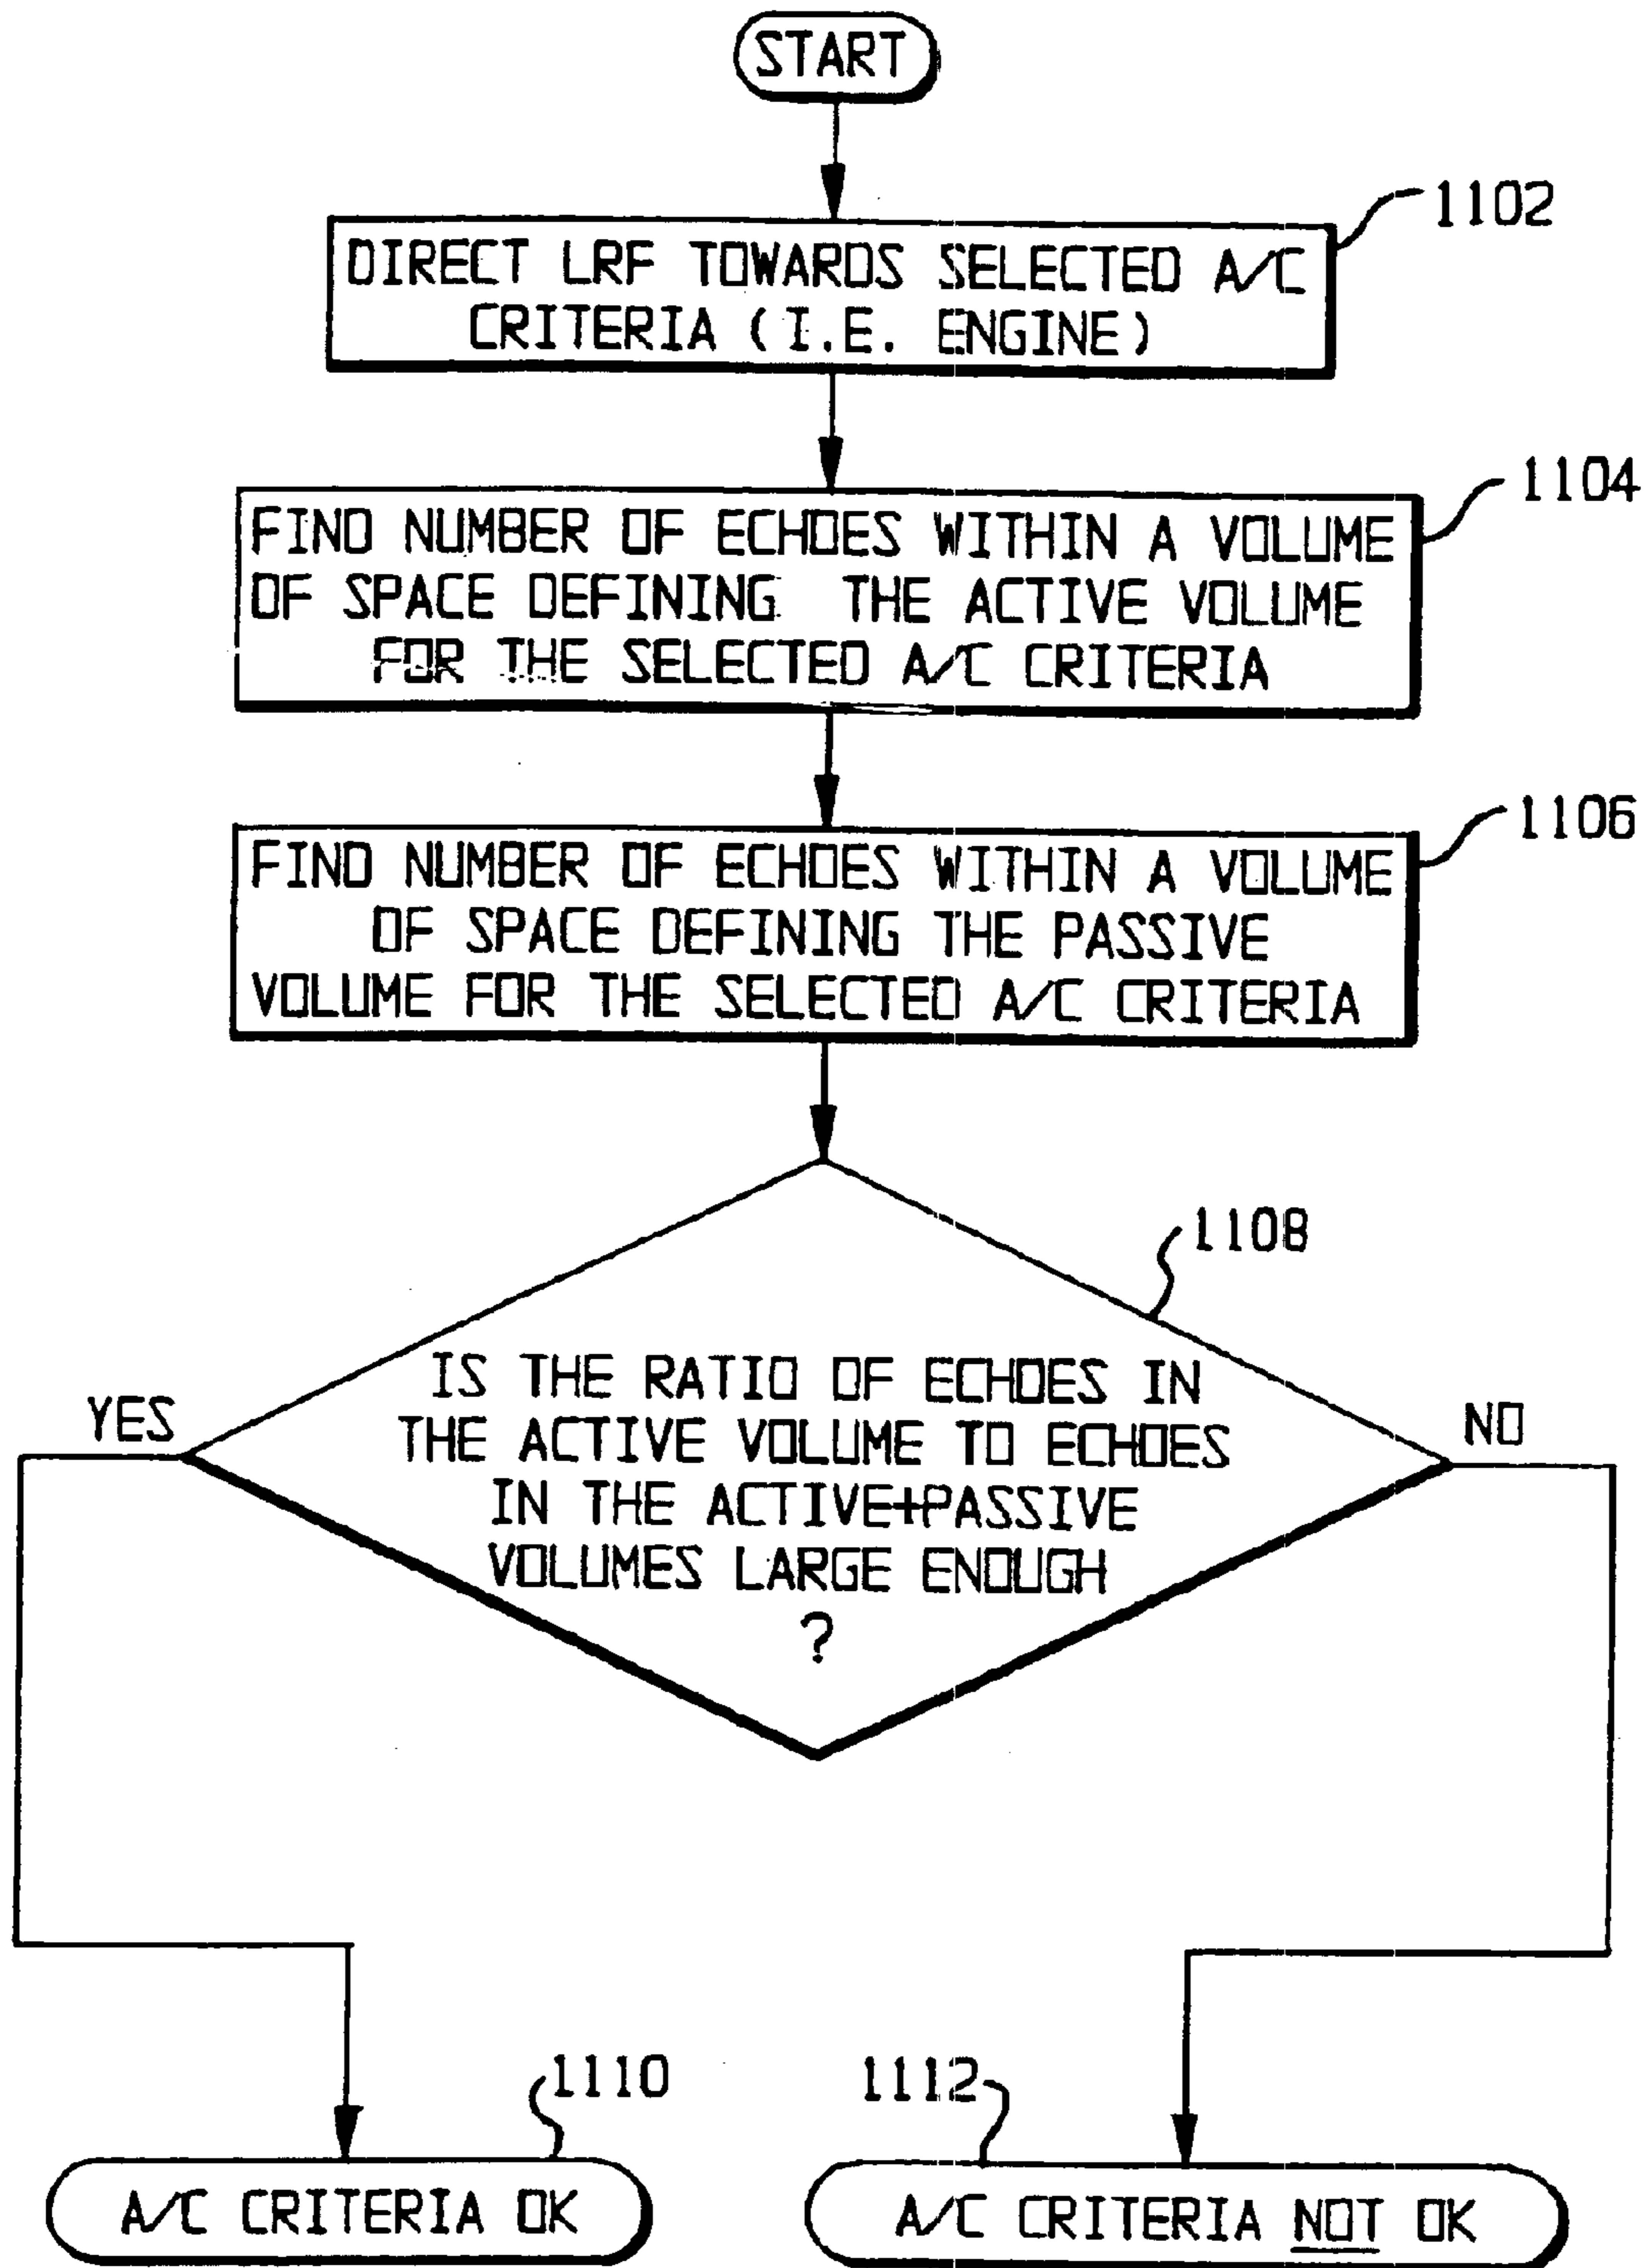 START
1102
DIRECT LRF TOWARDS SELECTED A/C
CRITERIA (I.E. ENGINE)
1104
FIND NUMBER OF ECHOES WITHIN A VOLUME
OF SPACE DEFINING THE ACTIVE VOLUME
FOR THE SELECTED A/C CRITERIA
1106
FIND NUMBER OF ECHOES WITHIN A VOLUME
OF SPACE DEFINING THE PASSIVE
VOLUME FOR THE SELECTED A/C CRITERIA
1108
IS THE RATIO OF ECHOES IN
THE ACTIVE VOLUME TO ECHOES
IN THE ACTIVE+PASSIVE
VOLUMES LARGE ENOUGH
?
YES
NO
1110
A/C CRITERIA OK
1112
A/C CRITERIA NOT OK